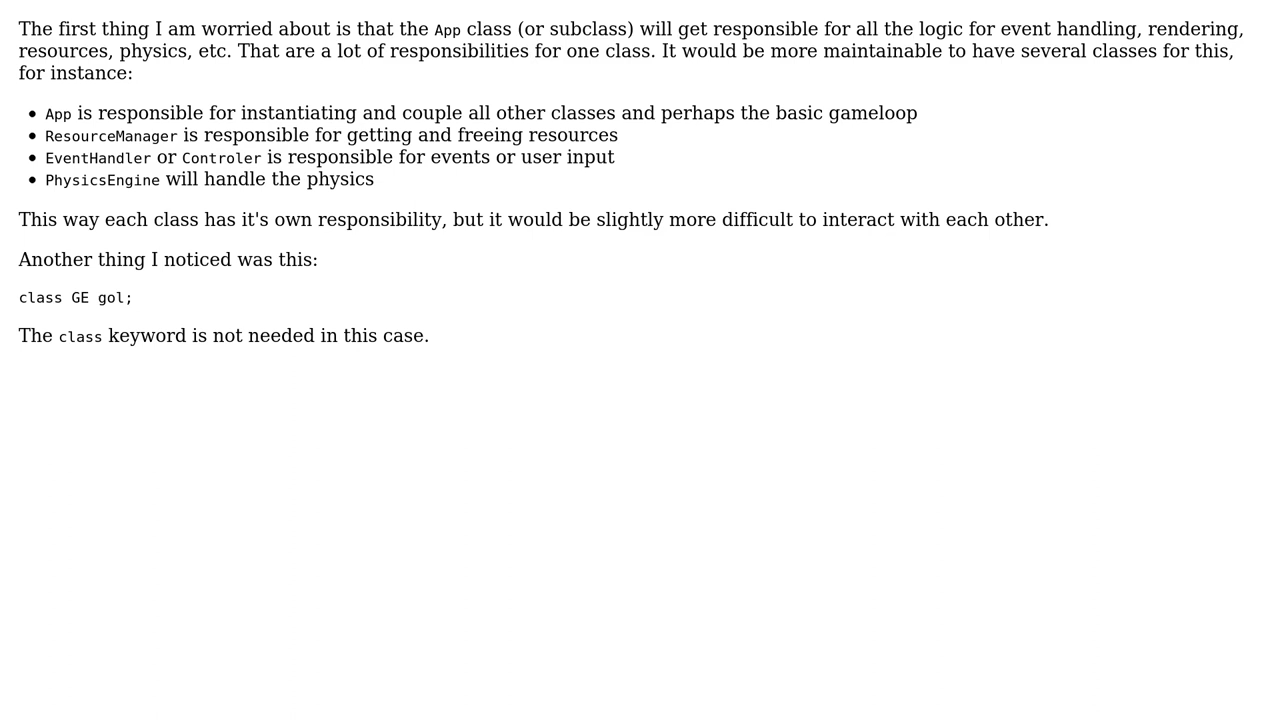 The first thing I am worried about is that the App class (or subclass) will get responsible for all the logic for event handling, rendering,
resources, physics, etc. That are a lot of responsibilities for one class. It would be more maintainable to have several classes for this,
for instance:
• App is responsible for instantiating and couple all other classes and perhaps the basic gameloop
• ResourceManager is responsible for getting and freeing resources
• EventHandler or Controler is responsible for events or user input
• PhysicsEngine will handle the physics
This way each class has it's own responsibility, but it would be slightly more difficult to interact with each other.
Another thing I noticed was this:
class GE gol;
The class keyword is not needed in this case.